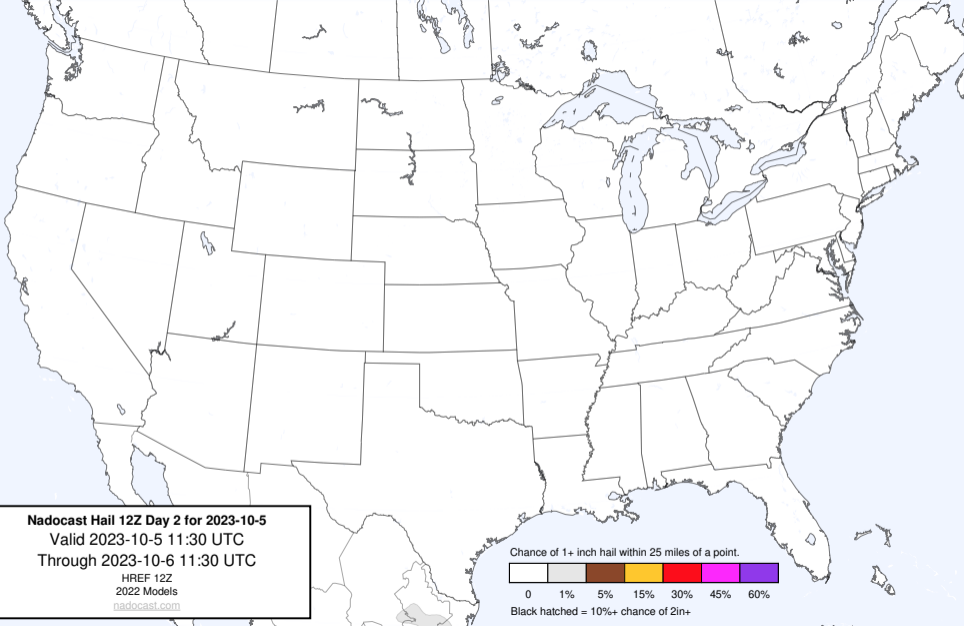 Nadocast Hail 12Z Day 2 for 2023-10-5
Valid 2023-10-5 11:30 UTC
Through 2023-10-6 11:30 UTC
HREF 12Z
2022 Models
nadocast.com
Chance of 1+ inch hail within 25 miles of a point.
0 1% 5% 15% 30% 45% 60%
Black hatched = 10%+ chance of 2in+